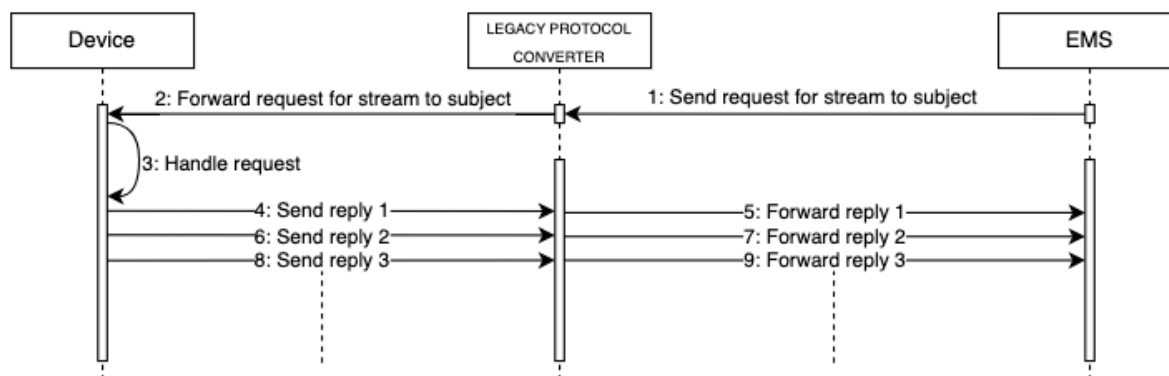 Device
LEGACY PROTOCOL
CONVERTER
EMS
2: Forward request for stream to subject
1: Send request for stream to subject
3: Handle request
4: Send reply 1
5: Forward reply 1
6: Send reply 2
7: Forward reply 2
8: Send reply 3
9: Forward reply 3